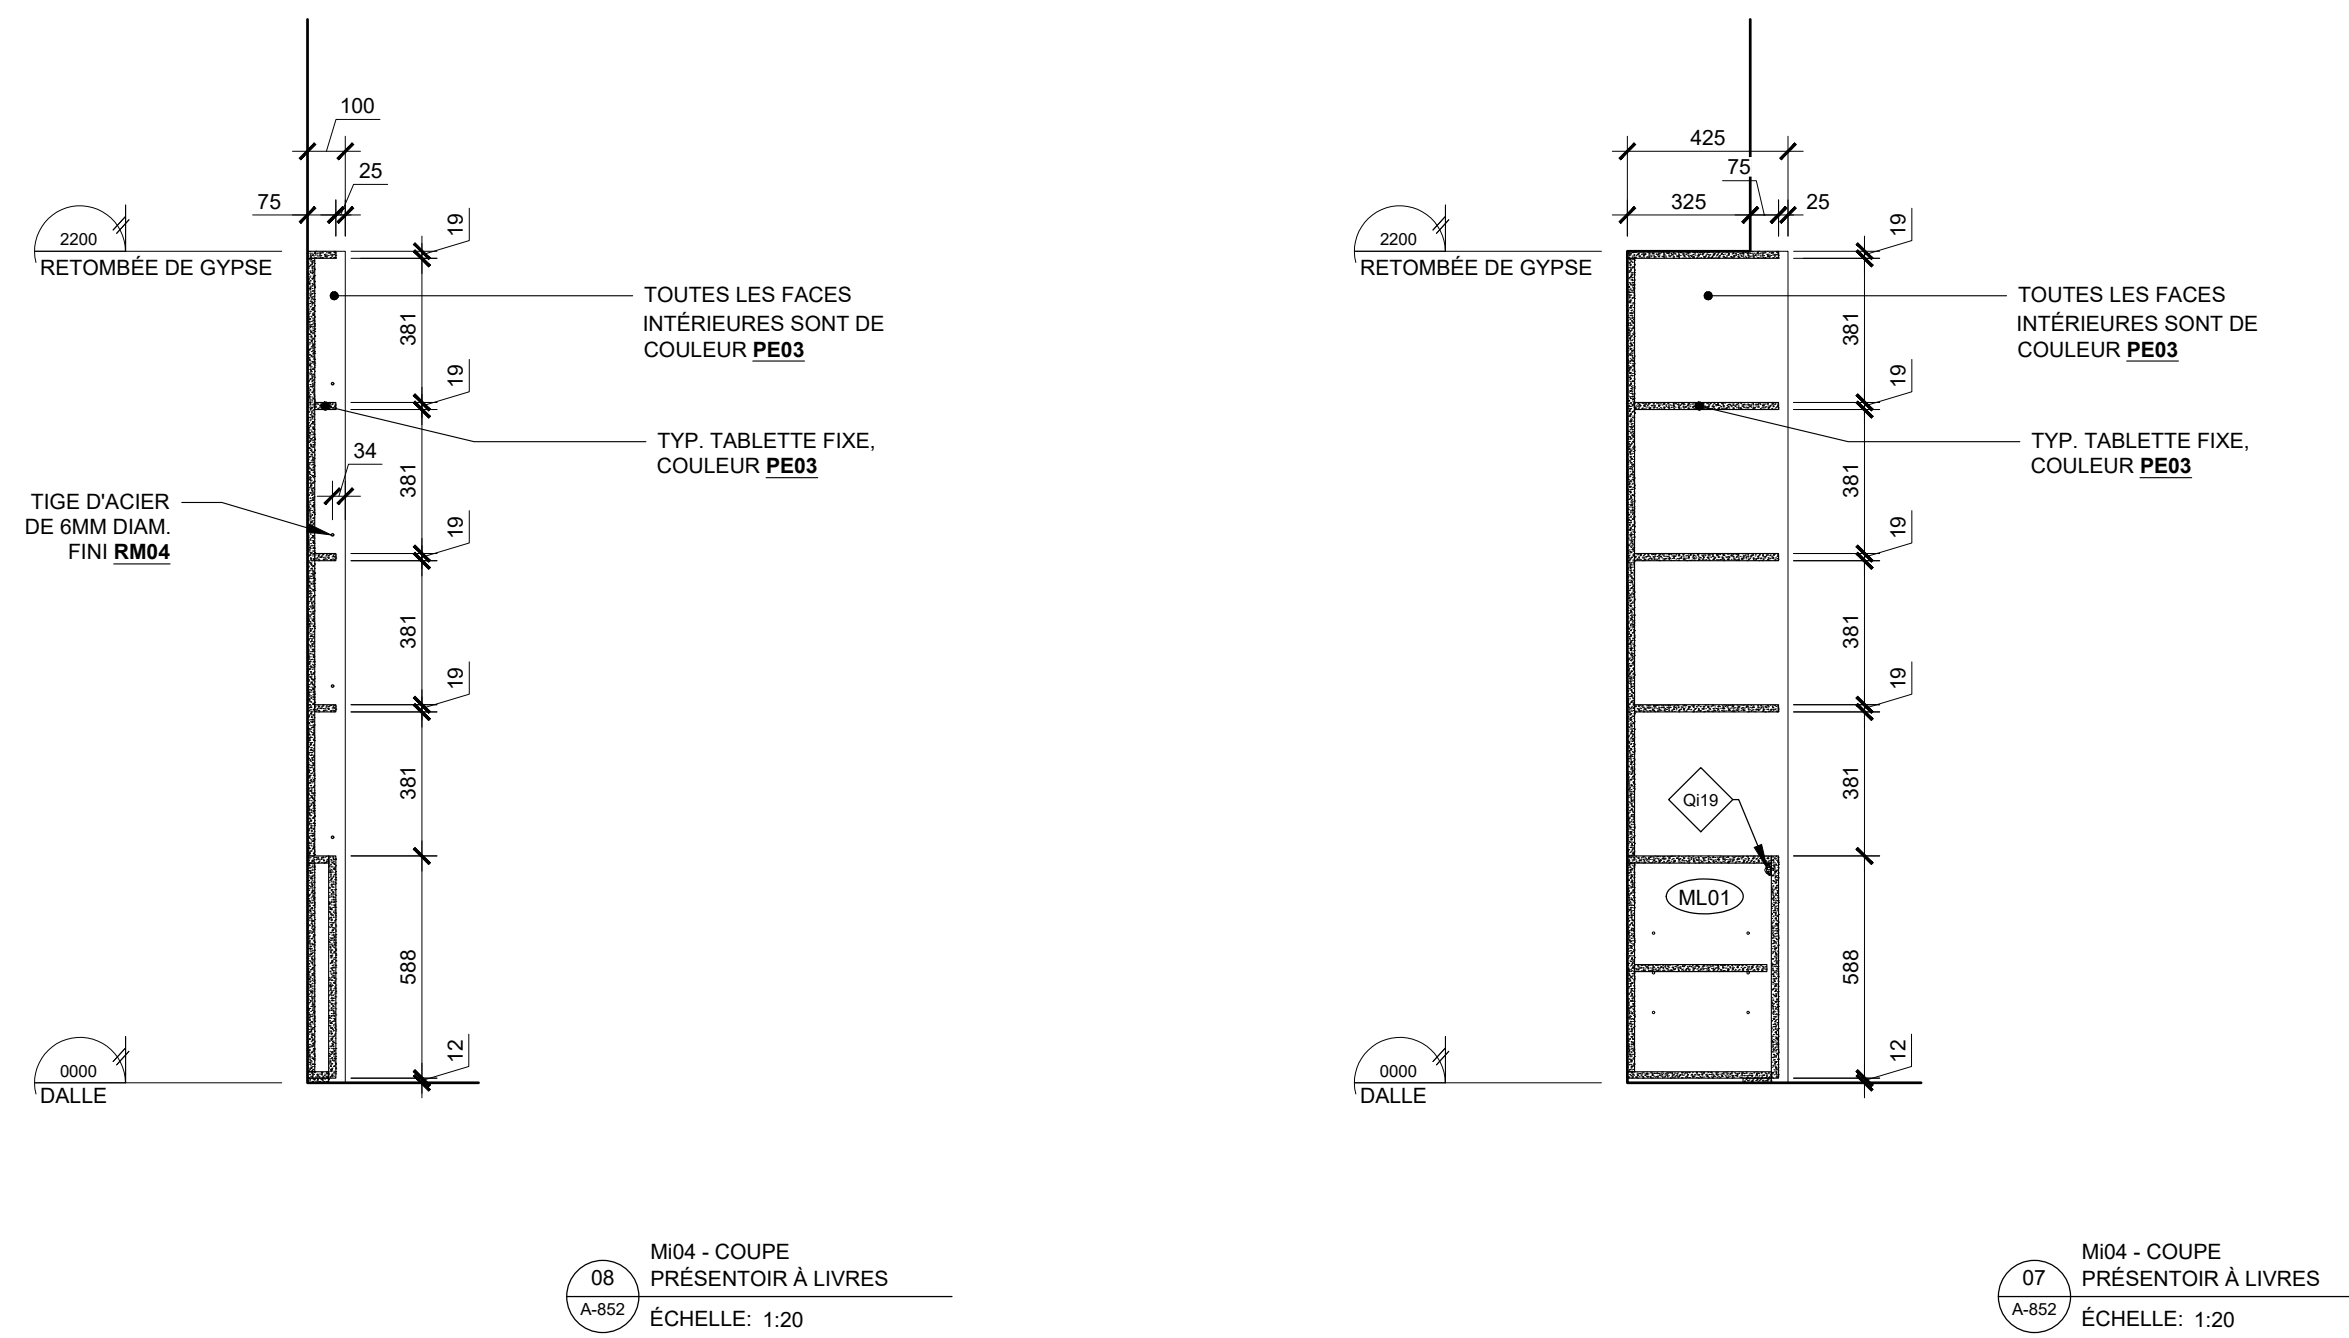 100
25
75
19
2200
RETOMBÉE DE GYPSE
TOUTES LES FACES
INTÉRIEURES SONT DE
COULEUR PE03
381
19
TYP. TABLETTE FIXE,
COULEUR PE03
34
381
TIGE D'ACIER
DE 6MM DIAM.
FINI RM04
19
381
19
381
588
12
0000
DALLE
Mi04 - COUPE
08
PRÉSENTOIR À LIVRES
A-852
ÉCHELLE: 1:20
425
75
325
25
19
2200
RETOMBÉE DE GYPSE
TOUTES LES FACES
INTÉRIEURES SONT DE
COULEUR PE03
381
19
TYP. TABLETTE FIXE,
COULEUR PE03
381
19
381
19
381
Qi19
ML01
588
12
0000
DALLE
Mi04 - COUPE
07
PRÉSENTOIR À LIVRES
A-852
ÉCHELLE: 1:20